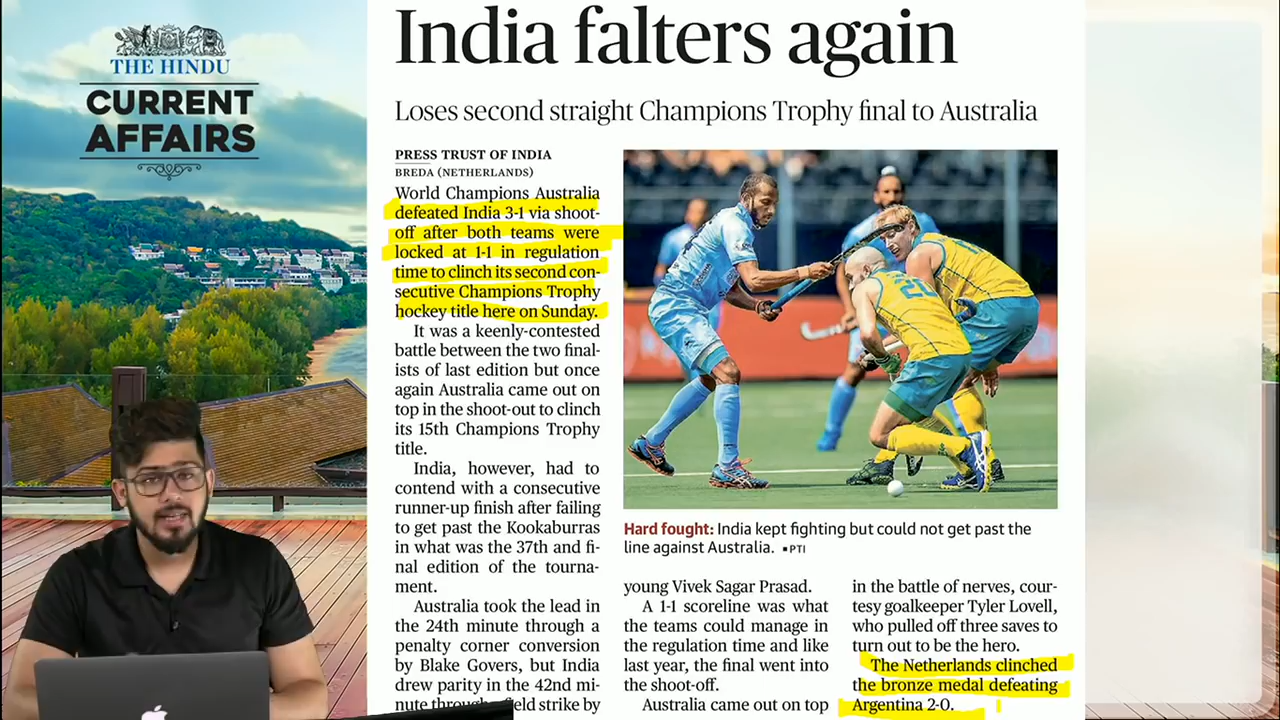 THE HINDU
CURRENT
AFFAIRS
India falters again
Loses second straight Champions Trophy final to Australia
PRESS TRUST OF INDIA
BREDA (NETHERLANDS)
World Champions Australia
defeated India 3-1 via shoot-
off after both teams were
locked at 1-1 in regulation
time to clinch its second con-
secutive Champions Trophy
hockey title here on Sunday.
It was a keenly-contested
battle between the two final-
ists of last edition but once
again Australia came out on
top in the shoot-out to clinch
its 15th Champions Trophy
title.
India, however, had to
contend with a consecutive
runner-up finish after failing
to get past the Kookaburras
in what was the 37th and fi-
nal edition of the tourna-
ment.
Australia took the lead in
the 24th minute through a
penalty corner conversion
by Blake Govers, but India
drew parity in the 42nd mi-
nute through field strike by
Hard fought: India kept fighting but could not get past the
line against Australia. ■ PTI
young Vivek Sagar Prasad.
A 1-1 scoreline was what
the teams could manage in
the regulation time and like
last year, the final went into
the shoot-off.
Australia came out on top
in the battle of nerves, cour-
tesy goalkeeper Tyler Lovell,
who pulled off three saves to
turn out to be the hero.
The Netherlands clinched
the bronze medal defeating
Argentina 2-0.